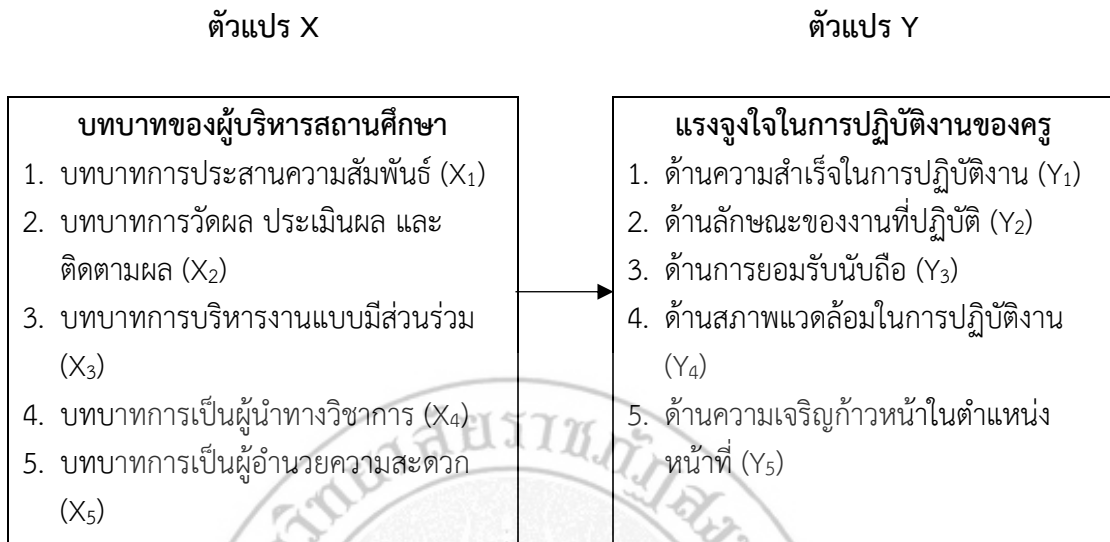 ตัวแปร X
ตัวแปร Y
บทบาทของผู้บริหารสถานศึกษา
1. บทบาทการประสานความสัมพันธ์ (X₁)
2. บทบาทการวัดผล ประเมินผล และ
ติดตามผล (X₂)
3. บทบาทการบริหารงานแบบมีส่วนร่วม
(X₃)
4. บทบาทการเป็นผู้นำทางวิชาการ (X₄)
5. บทบาทการเป็นผู้อำนวยความสะดวก
(X₅)
แรงจูงใจในการปฏิบัติงานของครู
1. ด้านความสำเร็จในการปฏิบัติงาน (Y₁)
2. ด้านลักษณะของงานที่ปฏิบัติ (Y₂)
3. ด้านการยอมรับนับถือ (Y₃)
4. ด้านสภาพแวดล้อมในการปฏิบัติงาน
(Y₄)
5. ด้านความเจริญก้าวหน้าในตำแหน่ง
หน้าที่ (Y₅)